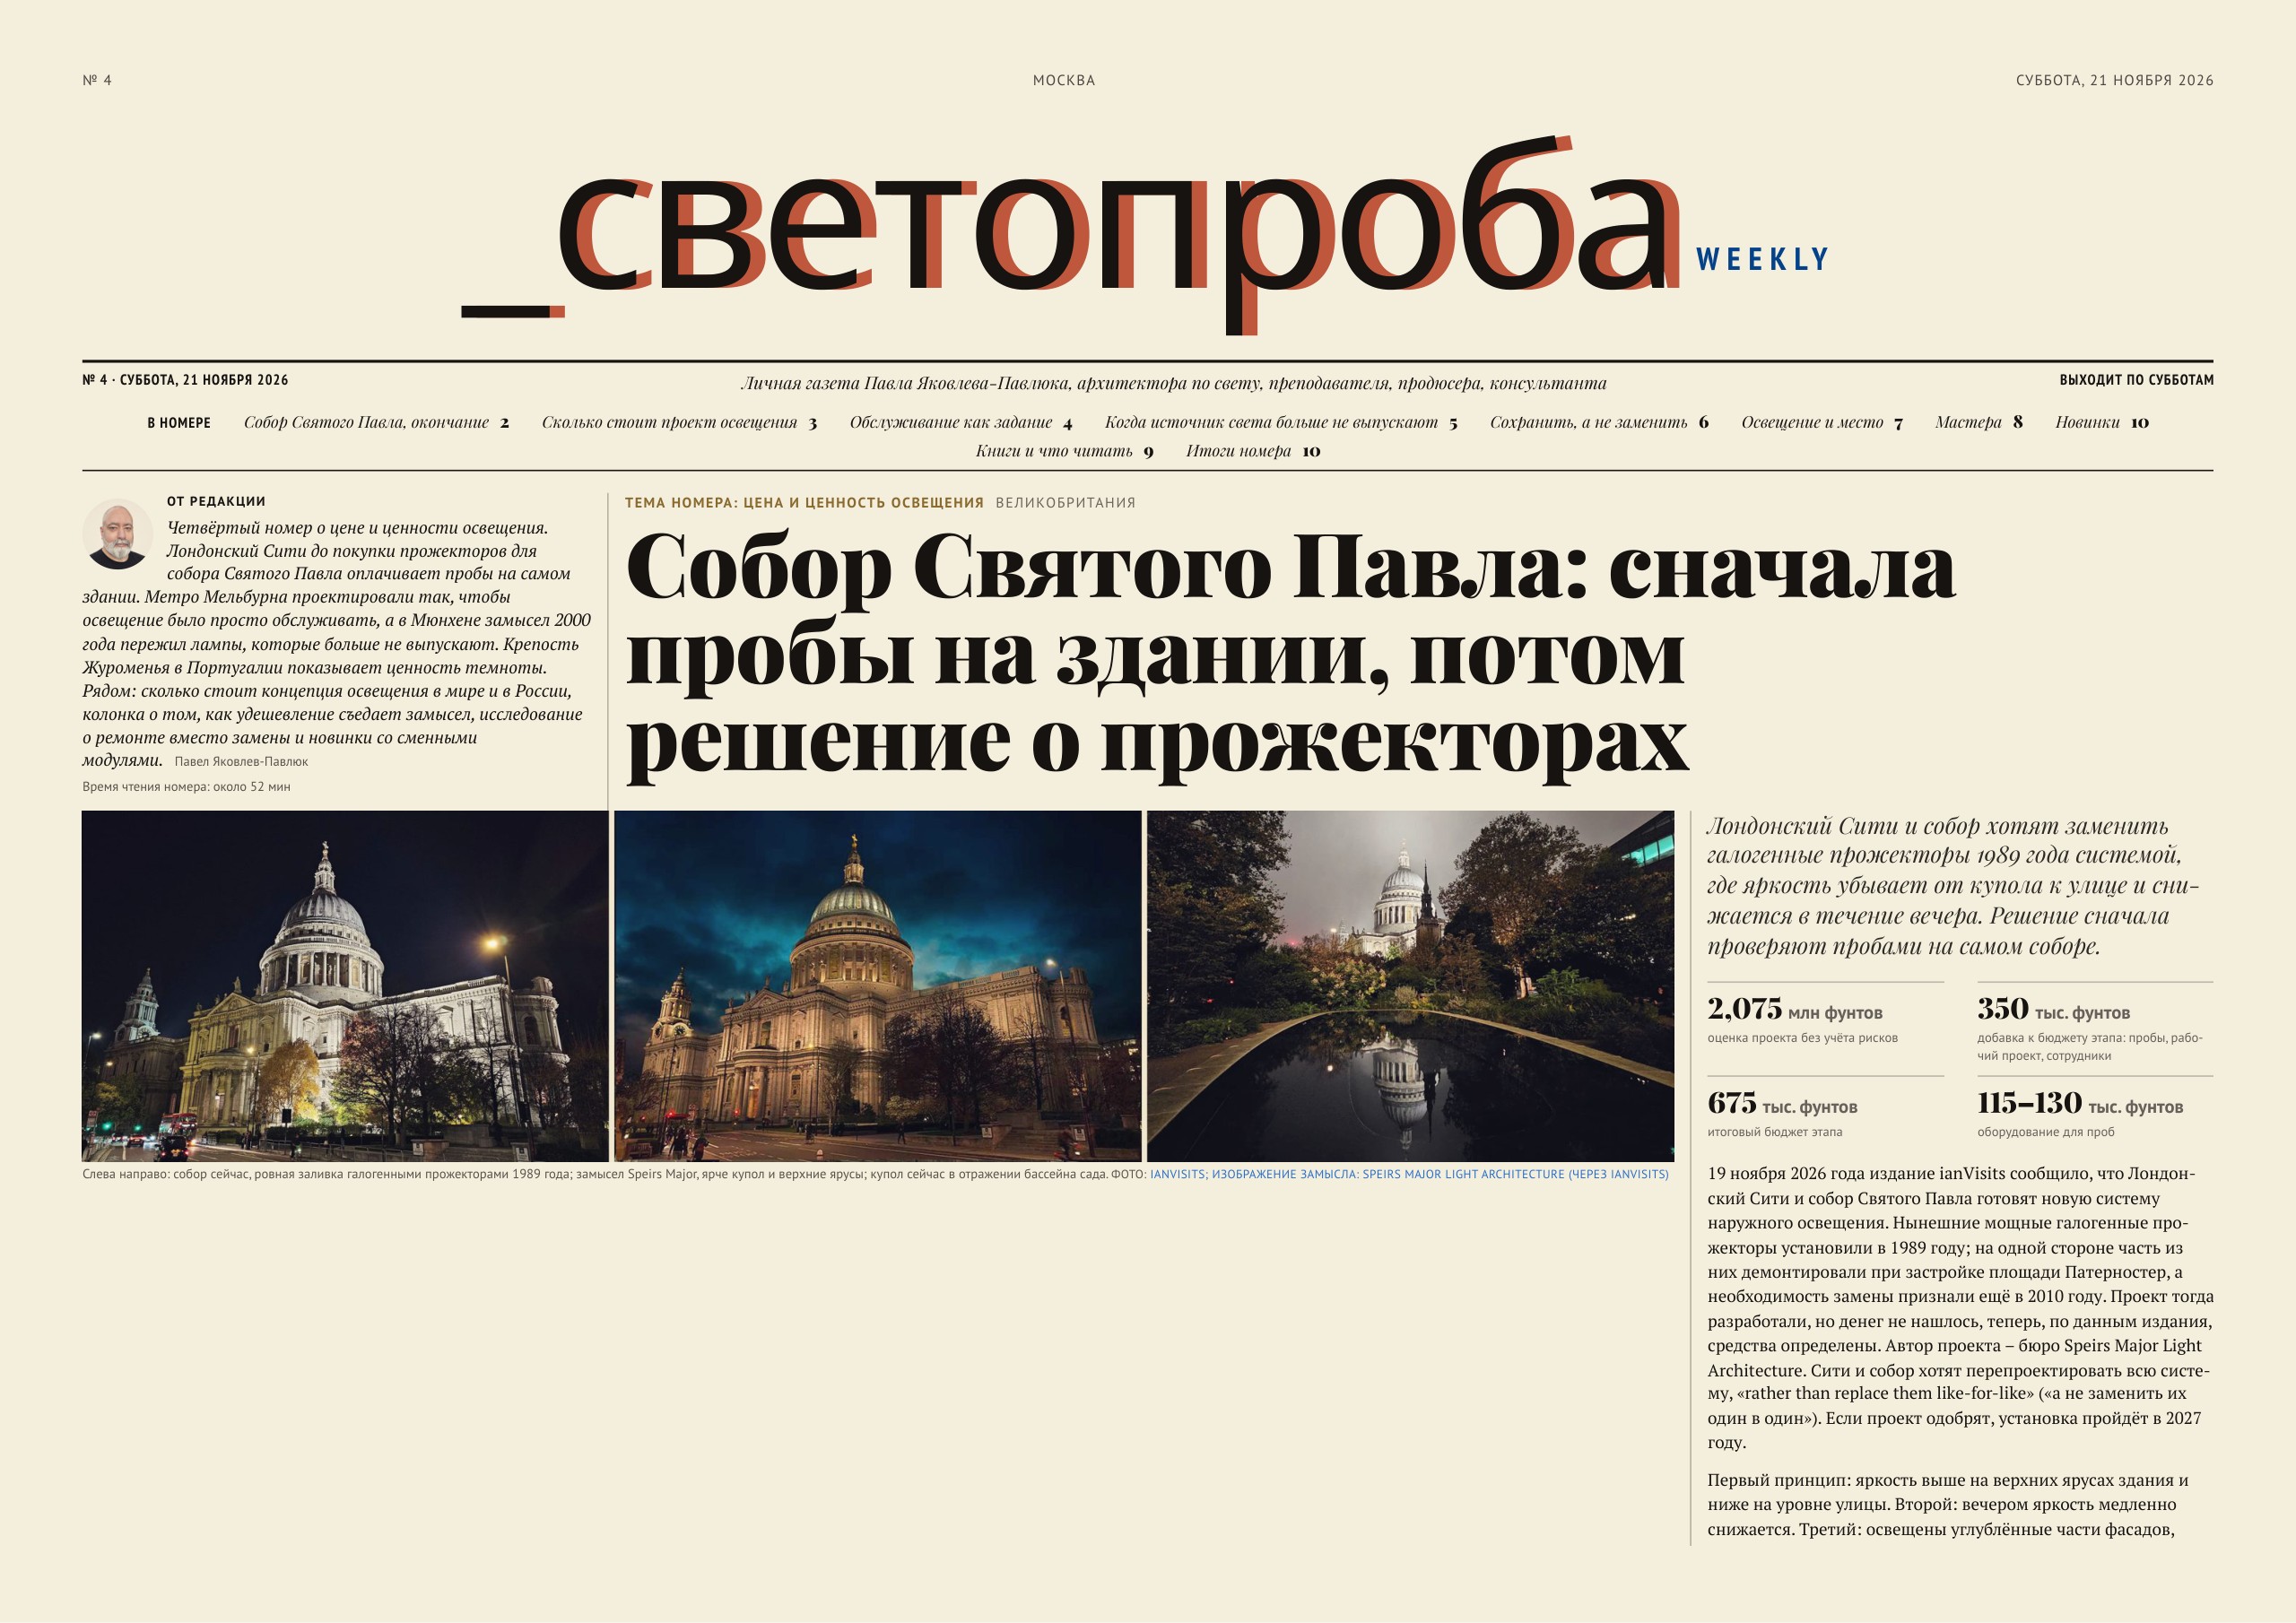 № 4
МОСКВА
СУББОТА, 21 НОЯБРЯ 2026
_светопроба
WEEKLY
№ 4 · СУББОТА, 21 НОЯБРЯ 2026
Личная газета Павла Яковлева-Павлюка, архитектора по свету, преподавателя, продюсера, консультанта
ВЫХОДИТ ПО СУББОТАМ
В НОМЕРЕ Собор Святого Павла, окончание 2 Сколько стоит проект освещения 3 Обслуживание как задание 4 Когда источник света больше не выпускают 5 Сохранить, а не заменить 6 Освещение и место 7 Мастера 8 Новинки 10
Книги и что читать 9 Итоги номера 10
ОТ РЕДАКЦИИ
Четвёртый номер о цене и ценности освещения.
Лондонский Сити до покупки прожекторов для
собора Святого Павла оплачивает пробы на самом
здании. Метро Мельбурна проектировали так, чтобы
освещение было просто обслуживать, а в Мюнхене замысел 2000
года пережил лампы, которые больше не выпускают. Крепость
Журоменья в Португалии показывает ценность темноты.
Рядом: сколько стоит концепция освещения в мире и в России,
колонка о том, как удешевление съедает замысел, исследование
о ремонте вместо замены и новинки со сменными
модулями. Павел Яковлев-Павлюк
Время чтения номера: около 52 мин
ТЕМА НОМЕРА: ЦЕНА И ЦЕННОСТЬ ОСВЕЩЕНИЯ ВЕЛИКОБРИТАНИЯ
Собор Святого Павла: сначала
пробы на здании, потом
решение о прожекторах
Слева направо: собор сейчас, ровная заливка галогенными прожекторами 1989 года; замысел Speirs Major, ярче купол и верхние ярусы; купол сейчас в отражении бассейна сада. ФОТО: IANVISITS; ИЗОБРАЖЕНИЕ ЗАМЫСЛА: SPEIRS MAJOR LIGHT ARCHITECTURE (ЧЕРЕЗ IANVISITS)
Лондонский Сити и собор хотят заменить
галогенные прожекторы 1989 года системой,
где яркость убывает от купола к улице и сни-
жается в течение вечера. Решение сначала
проверяют пробами на самом соборе.
2,075 млн фунтов
оценка проекта без учёта рисков
350 тыс. фунтов
добавка к бюджету этапа: пробы, рабо-
чий проект, сотрудники
675 тыс. фунтов
итоговый бюджет этапа
115–130 тыс. фунтов
оборудование для проб
19 ноября 2026 года издание ianVisits сообщило, что Лондон-
ский Сити и собор Святого Павла готовят новую систему
наружного освещения. Нынешние мощные галогенные про-
жекторы установили в 1989 году; на одной стороне часть из
них демонтировали при застройке площади Патерностер, а
необходимость замены признали ещё в 2010 году. Проект тогда
разработали, но денег не нашлось, теперь, по данным издания,
средства определены. Автор проекта – бюро Speirs Major Light
Architecture. Сити и собор хотят перепроектировать всю систе-
му, «rather than replace them like-for-like» («а не заменить их
один в один»). Если проект одобрят, установка пройдёт в 2027
году.
Первый принцип: яркость выше на верхних ярусах здания и
ниже на уровне улицы. Второй: вечером яркость медленно
снижается. Третий: освещены углублённые части фасадов,